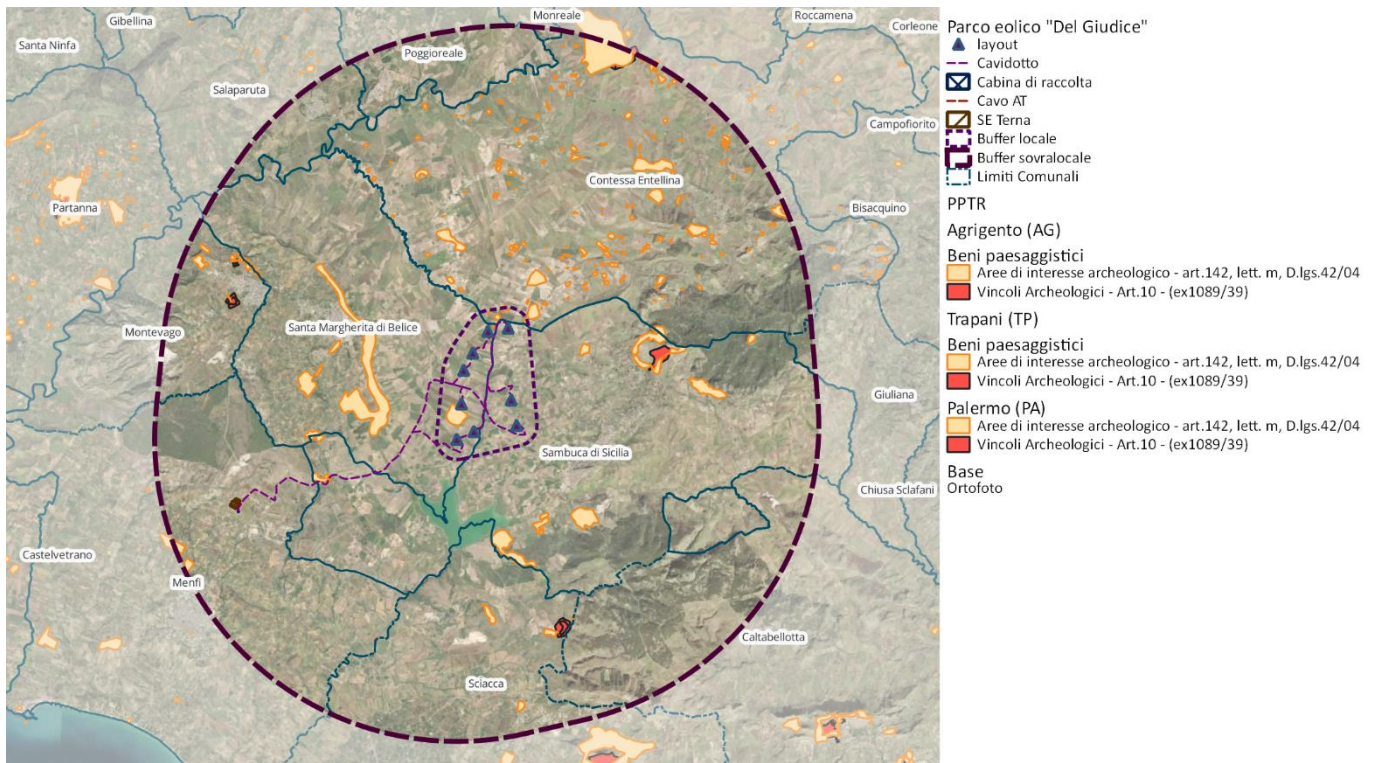 Gibellina
Monreale
Roccamena
Corleone
Santa Ninfa
Poggioreale
Salaparuta
Campofiorito
Contessa Entellina
Partanna
Bisacquino
Montevago
Santa Margherita di Belice
Giuliana
Sambuca di Sicilia
Chiusa Sclafani
Castelvetrano
Menfi
Caltabellotta
Sciacca
Parco eolico "Del Giudice"
layout
Cavidotto
Cabina di raccolta
Cavo AT
SE Terna
Buffer locale
Buffer sovralocale
Limiti Comunali
PPTR
Agrigento (AG)
Beni paesaggistici
Aree di interesse archeologico - art.142, lett. m, D.lgs.42/04
Vincoli Archeologici - Art.10 - (ex1089/39)
Trapani (TP)
Beni paesaggistici
Aree di interesse archeologico - art.142, lett. m, D.lgs.42/04
Vincoli Archeologici - Art.10 - (ex1089/39)
Palermo (PA)
Aree di interesse archeologico - art.142, lett. m, D.lgs.42/04
Vincoli Archeologici - Art.10 - (ex1089/39)
Base
Ortofoto